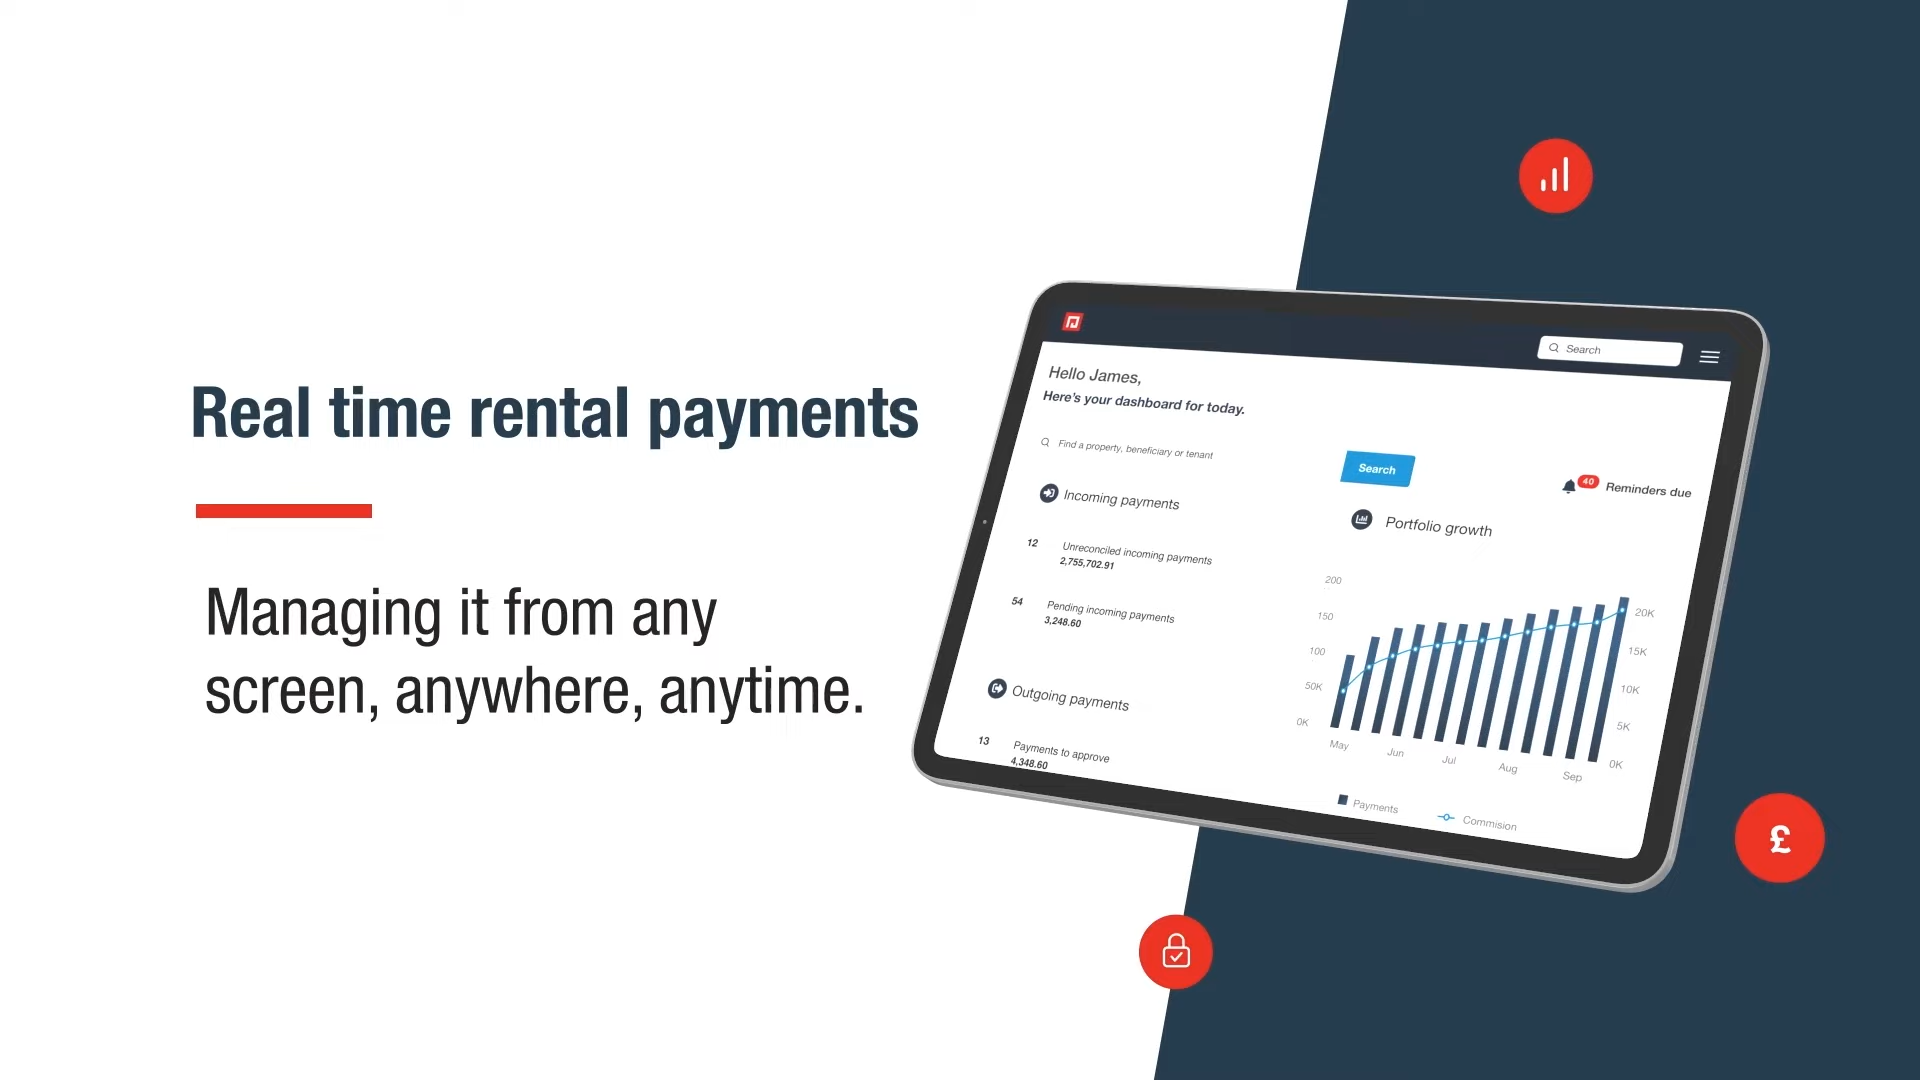 Real time rental payments
Managing it from any
screen, anywhere, anytime.
Search
Hello James,
Here's your dashboard for today.
Find a property, beneficiary or tenant
Search
40 Reminders due
Incoming payments
12 Unreconciled incoming payments
2,755,702.91
54 Pending incoming payments
3,248.60
Outgoing payments
13 Payments to approve
4,348.60
Portfolio growth
200
150
100
50K
0K
20K
15K
10K
5K
0K
May Jun Jul Aug Sep
Payments Commision
£